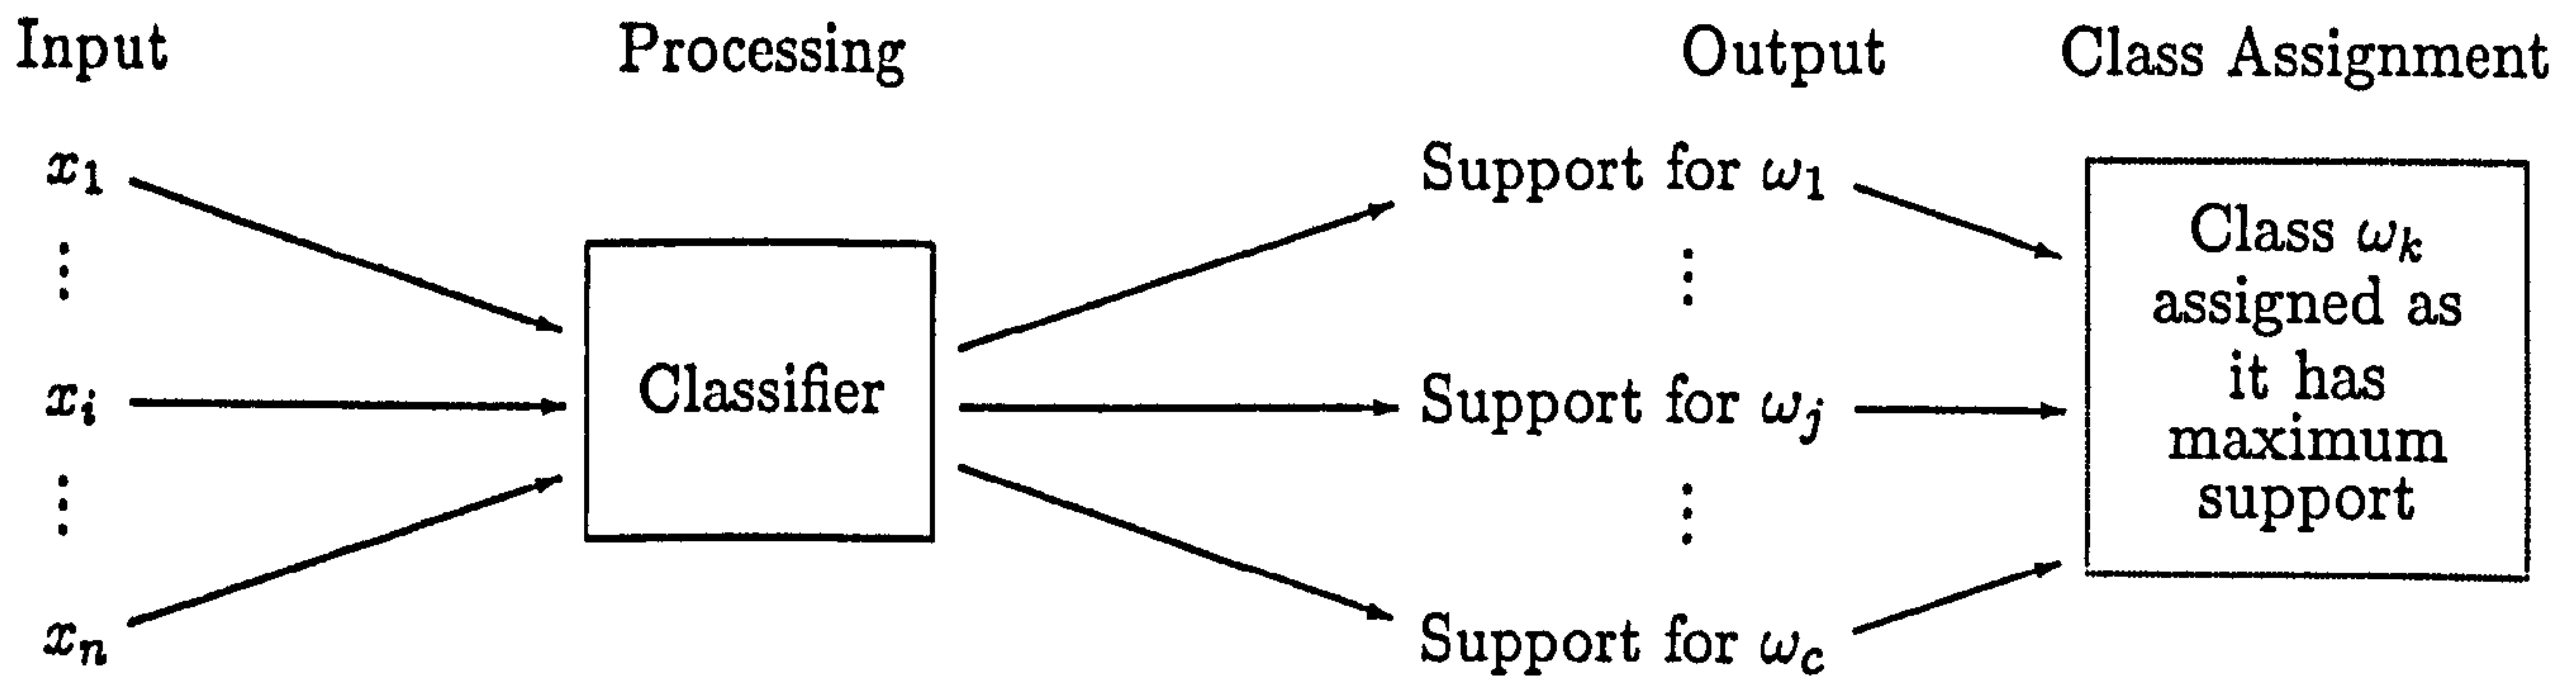 Input Processing Output Class Assignment
x₁ Support for ω₁
⋮ ⋮
xᵢ Classifier Support for ωⱼ
⋮ ⋮
xₙ Support for ω_c
Class ωₖ
assigned as
it has
maximum
support